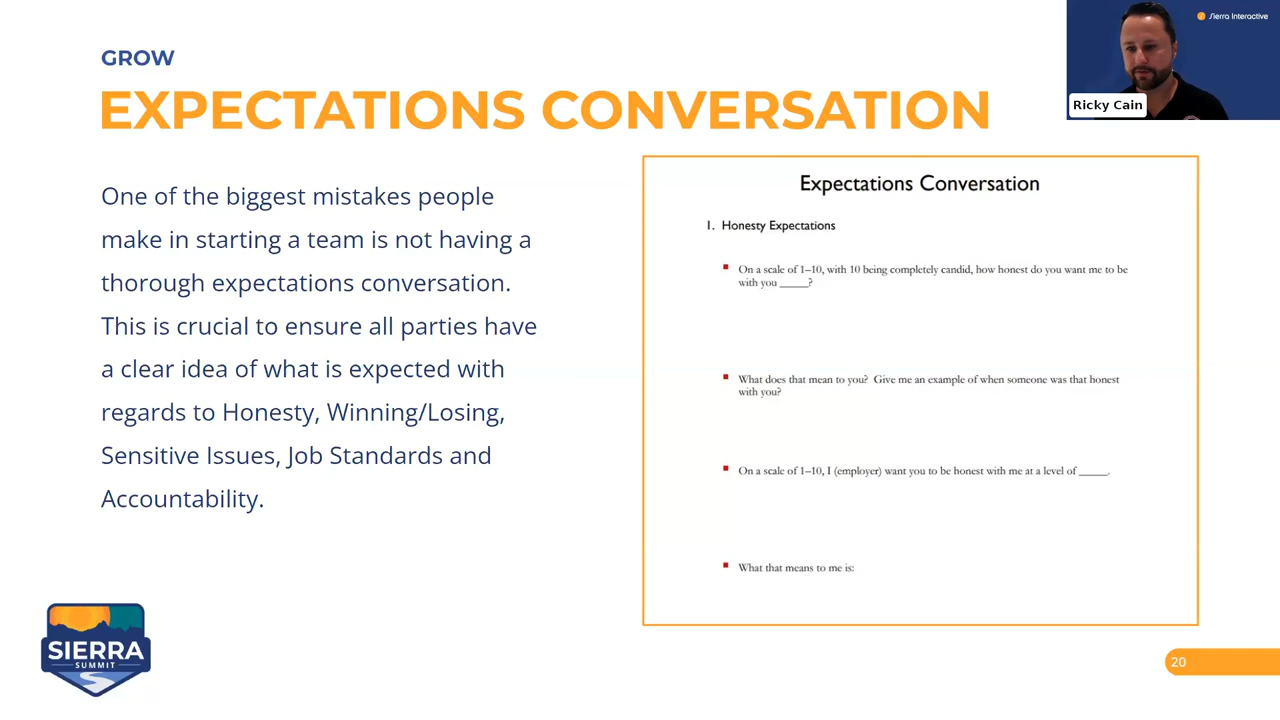 GROW
EXPECTATIONS CONVERSATION
Sierra Interactive
Ricky Cain
One of the biggest mistakes people
make in starting a team is not having a
thorough expectations conversation.
This is crucial to ensure all parties have
a clear idea of what is expected with
regards to Honesty, Winning/Losing,
Sensitive Issues, Job Standards and
Accountability.
Expectations Conversation
1. Honesty Expectations
On a scale of 1–10, with 10 being completely candid, how honest do you want me to be
with you _____?
What does that mean to you? Give me an example of when someone was that honest
with you?
On a scale of 1–10, I (employer) want you to be honest with me at a level of _____.
What that means to me is:
SIERRA
SUMMIT
20